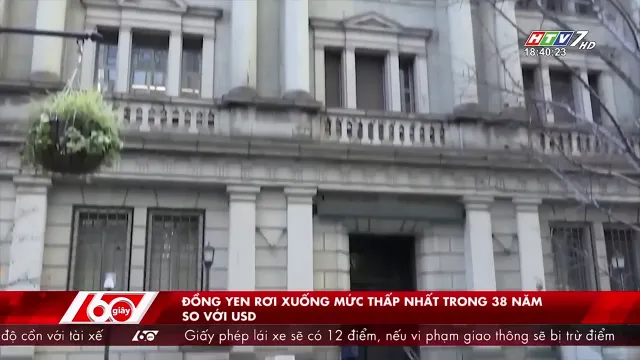 HTV7 HD
18:40:23
ĐỒNG YEN RƠI XUỐNG MỨC THẤP NHẤT TRONG 38 NĂM
SO VỚI USD
60 giây
độ cồn với tài xế
Giấy phép lái xe sẽ có 12 điểm, nếu vi phạm giao thông sẽ bị trừ điểm